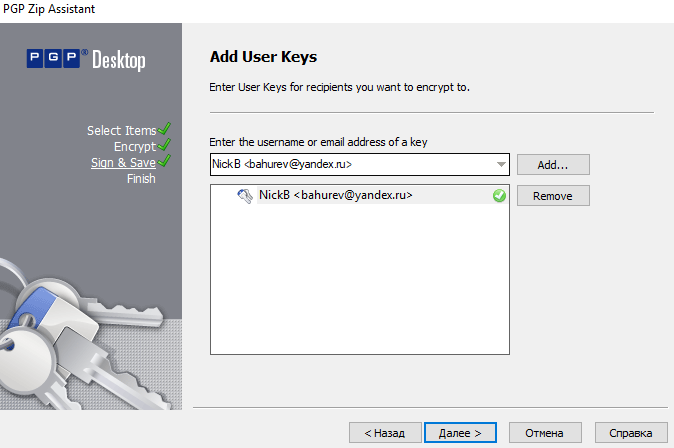 PGP Zip Assistant
PGP® Desktop
Select Items
Encrypt
Sign & Save
Finish
Add User Keys
Enter User Keys for recipients you want to encrypt to.
Enter the username or email address of a key
NickB <bahurev@yandex.ru>
Add...
NickB <bahurev@yandex.ru>
Remove
< Назад
Далее >
Отмена
Справка